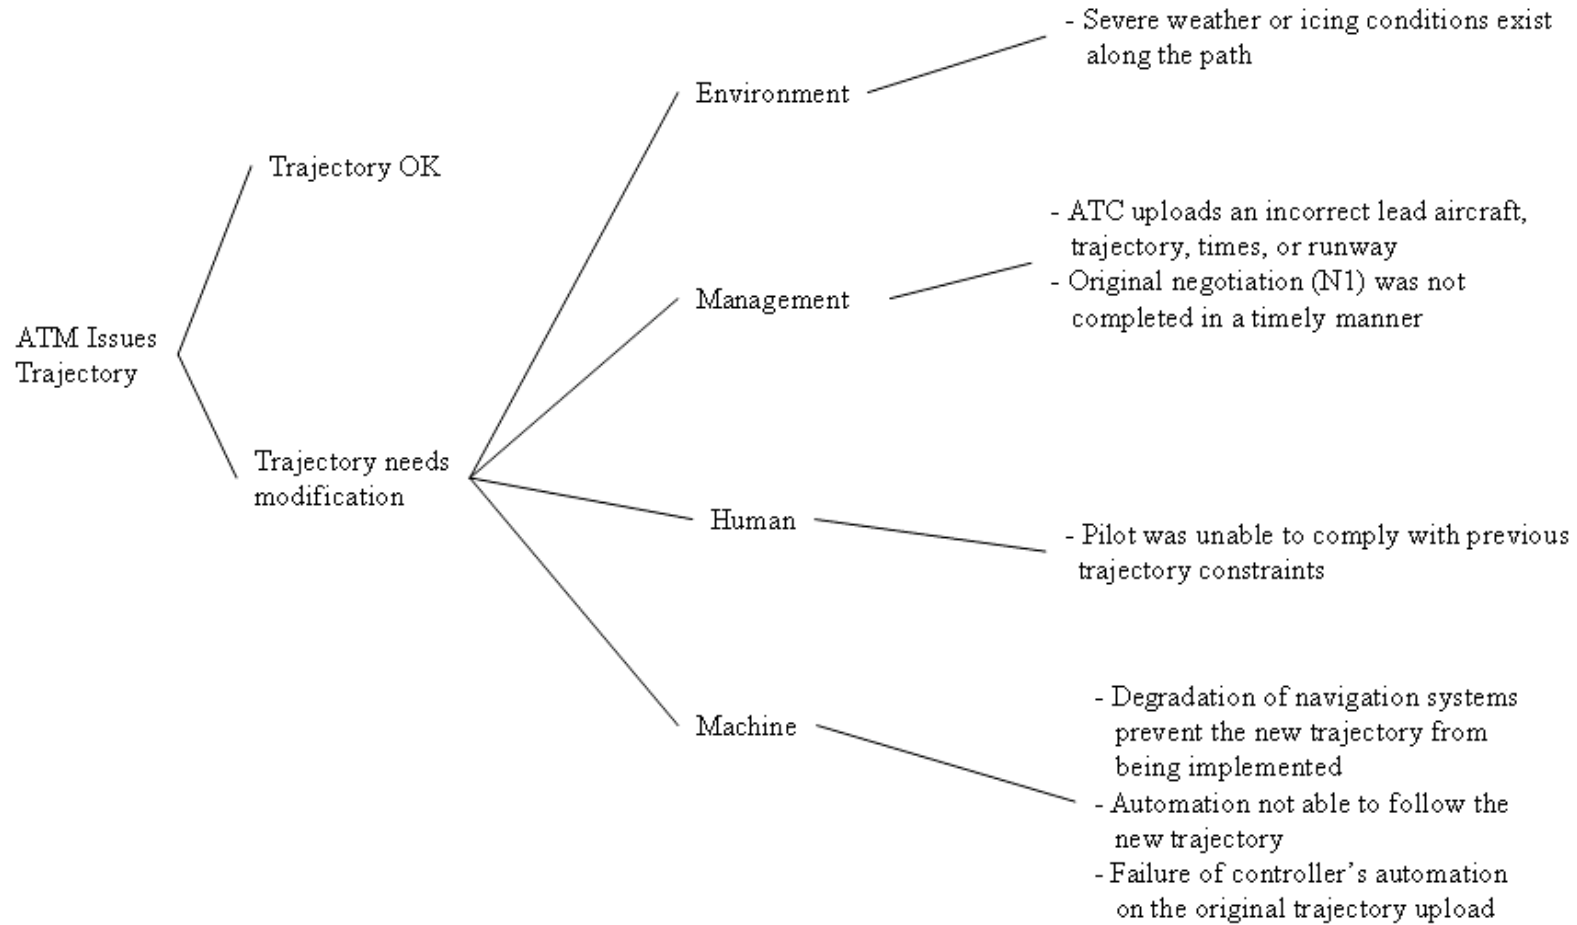 - Severe weather or icing conditions exist
along the path
Environment
Trajectory OK
- ATC uploads an incorrect lead aircraft,
trajectory, times, or runway
- Original negotiation (N1) was not
completed in a timely manner
Management
ATM Issues
Trajectory
Trajectory needs
modification
Human
- Pilot was unable to comply with previous
trajectory constraints
Machine
- Degradation of navigation systems
prevent the new trajectory from
being implemented
- Automation not able to follow the
new trajectory
- Failure of controller's automation
on the original trajectory upload